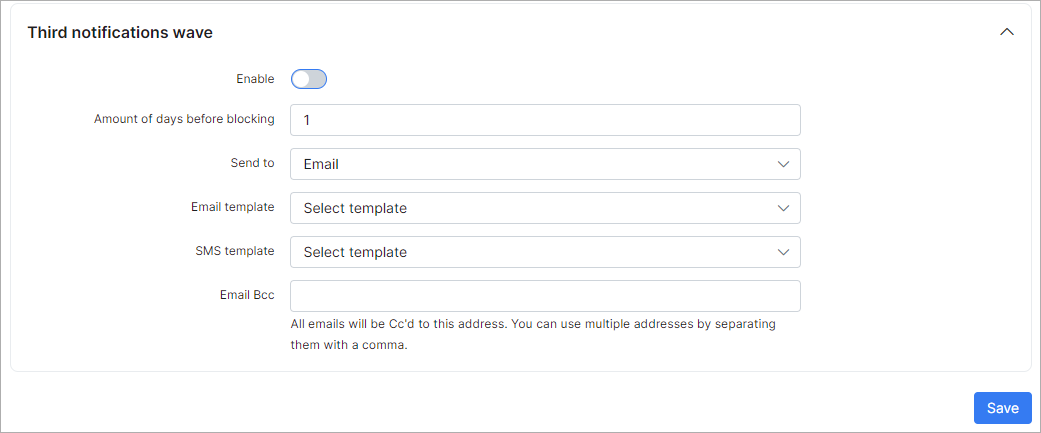 Third notifications wave
Enable
Amount of days before blocking
1
Send to
Email
Email template
Select template
SMS template
Select template
Email Bcc
All emails will be Cc'd to this address. You can use multiple addresses by separating
them with a comma.
Save